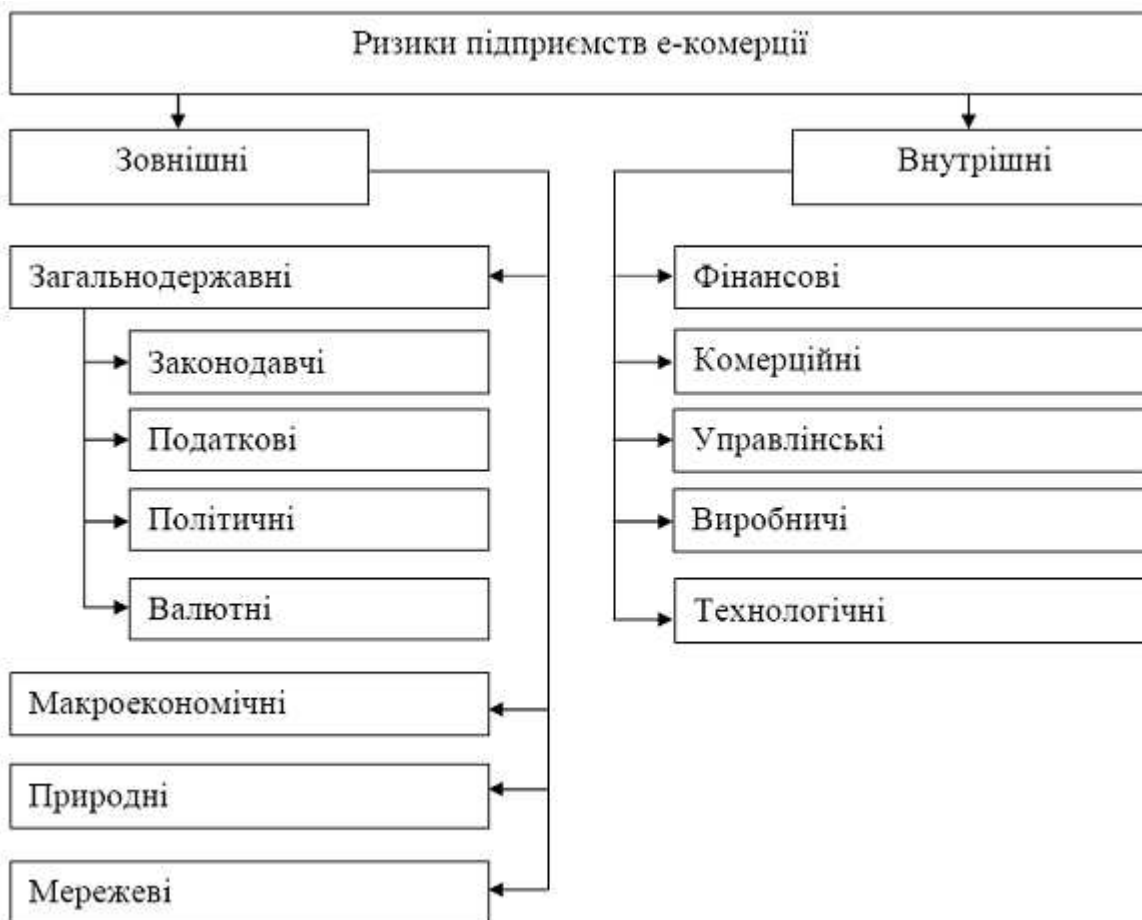 Ризики підприємств е-комерції
Зовнішні
Внутрішні
Загальнодержавні
Законодавчі
Податкові
Політичні
Валютні
Макроекономічні
Природні
Мережеві
Фінансові
Комерційні
Управлінські
Виробничі
Технологічні